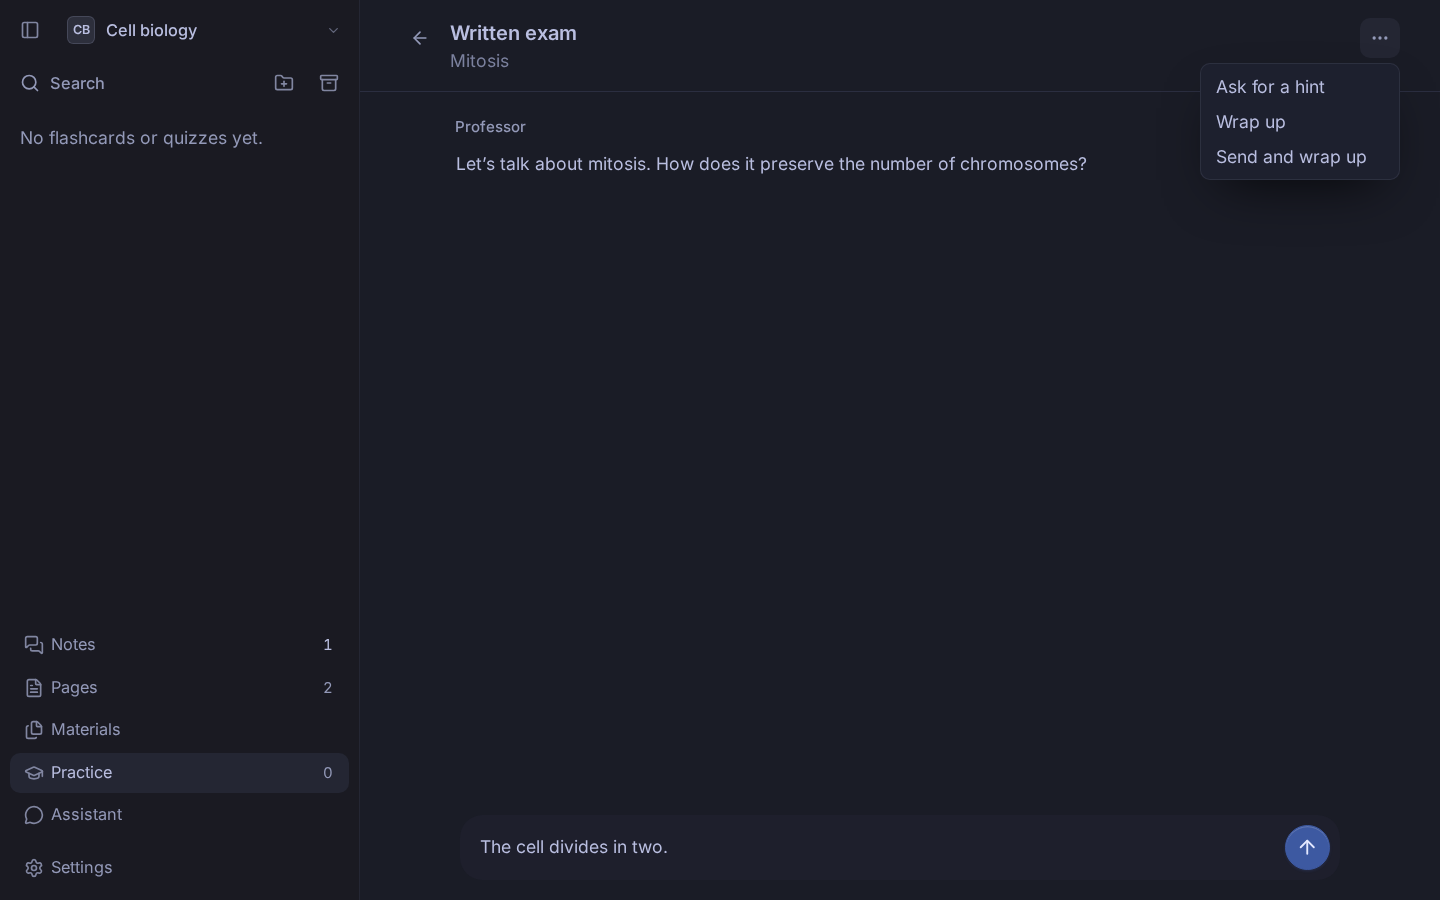 CB Cell biology
Search
No flashcards or quizzes yet.
Notes 1
Pages 2
Materials
Practice 0
Assistant
Settings
Written exam
Mitosis
Ask for a hint
Wrap up
Send and wrap up
Professor
Let’s talk about mitosis. How does it preserve the number of chromosomes?
The cell divides in two.